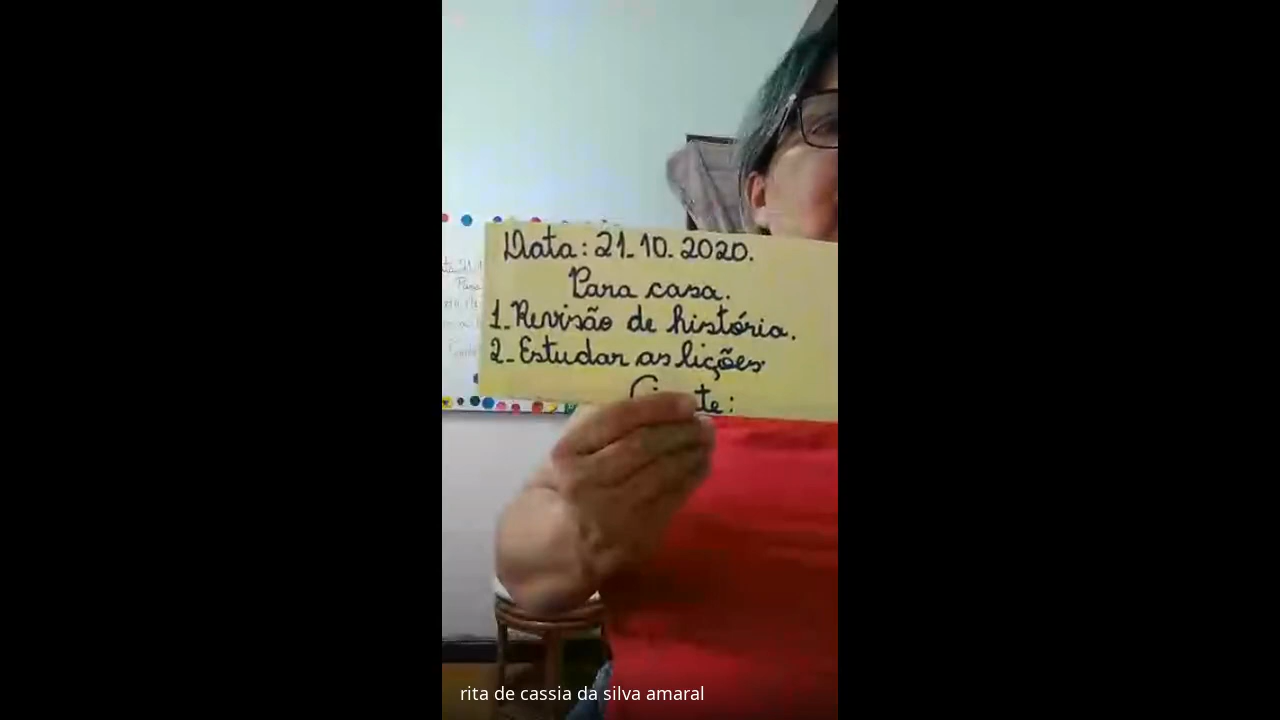 Data: 21.10.2020.
Para casa.
1. Revisão de história.
2. Estudar as lições
rita de cassia da silva amaral